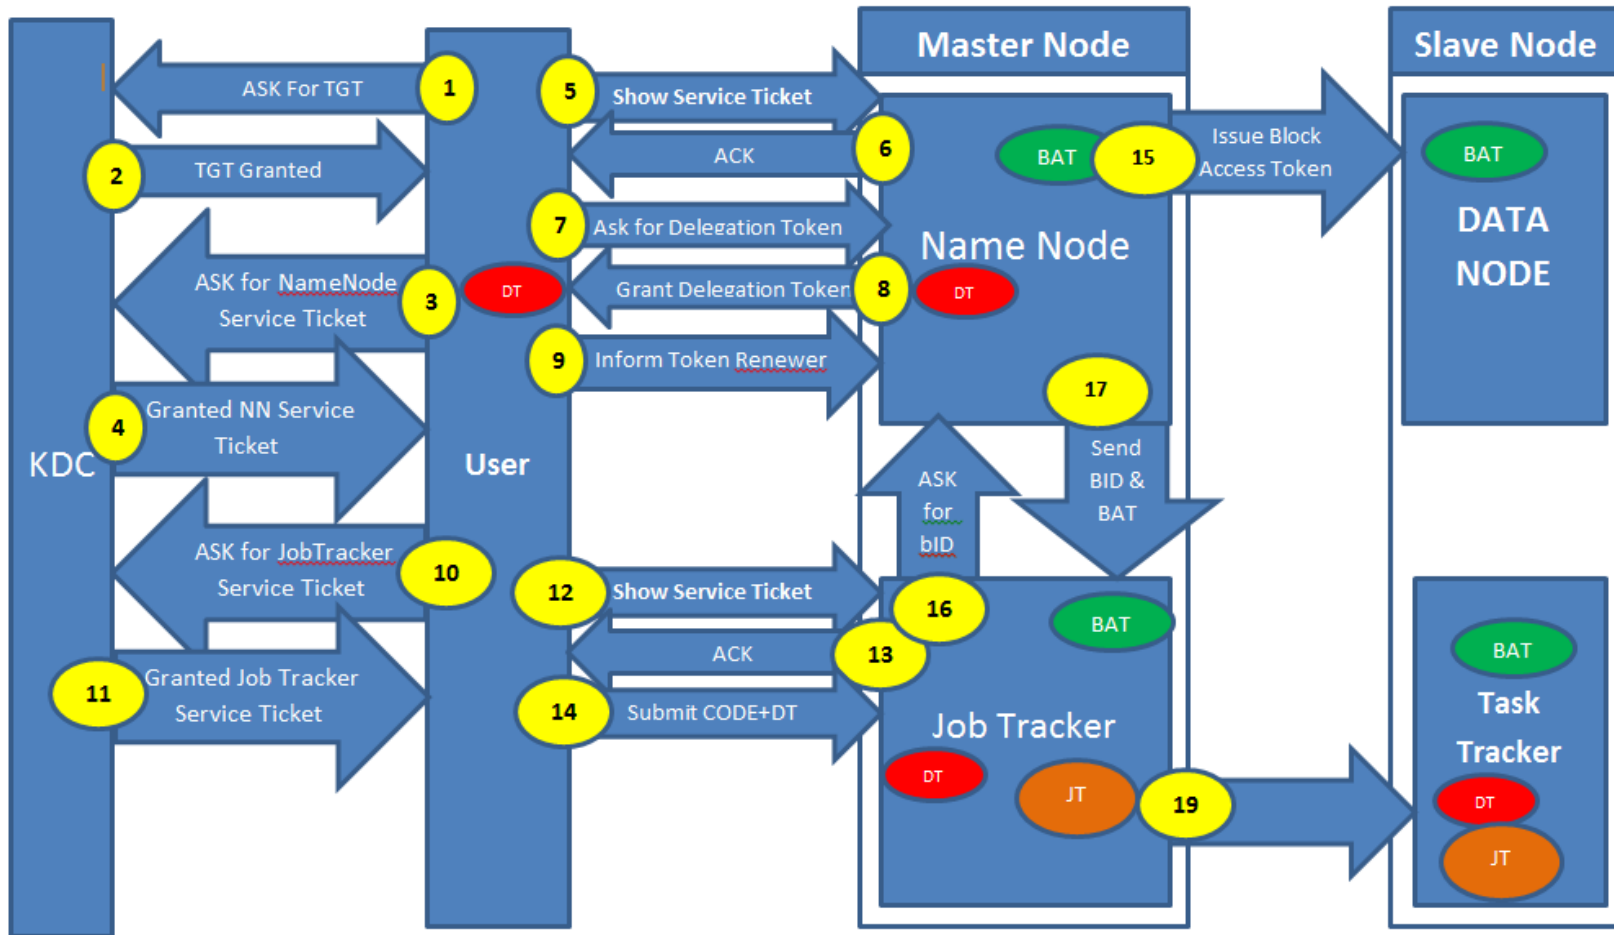 Master Node
Slave Node
1
ASK For TGT
5
Show Service Ticket
2
TGT Granted
ACK
6
BAT
15
Issue Block
Access Token
BAT
DATA
NODE
7
Ask for Delegation Token
Name Node
ASK for NameNode
Service Ticket
3
DT
Grant Delegation Token
8
DT
9
Inform Token Renewer
17
Send
BID &
BAT
4
Granted NN Service
Ticket
KDC
User
ASK
for
bID
ASK for JobTracker
Service Ticket
10
12
Show Service Ticket
16
BAT
ACK
13
11
Granted Job Tracker
Service Ticket
14
Submit CODE+DT
Job Tracker
DT
JT
19
BAT
Task
Tracker
DT
JT